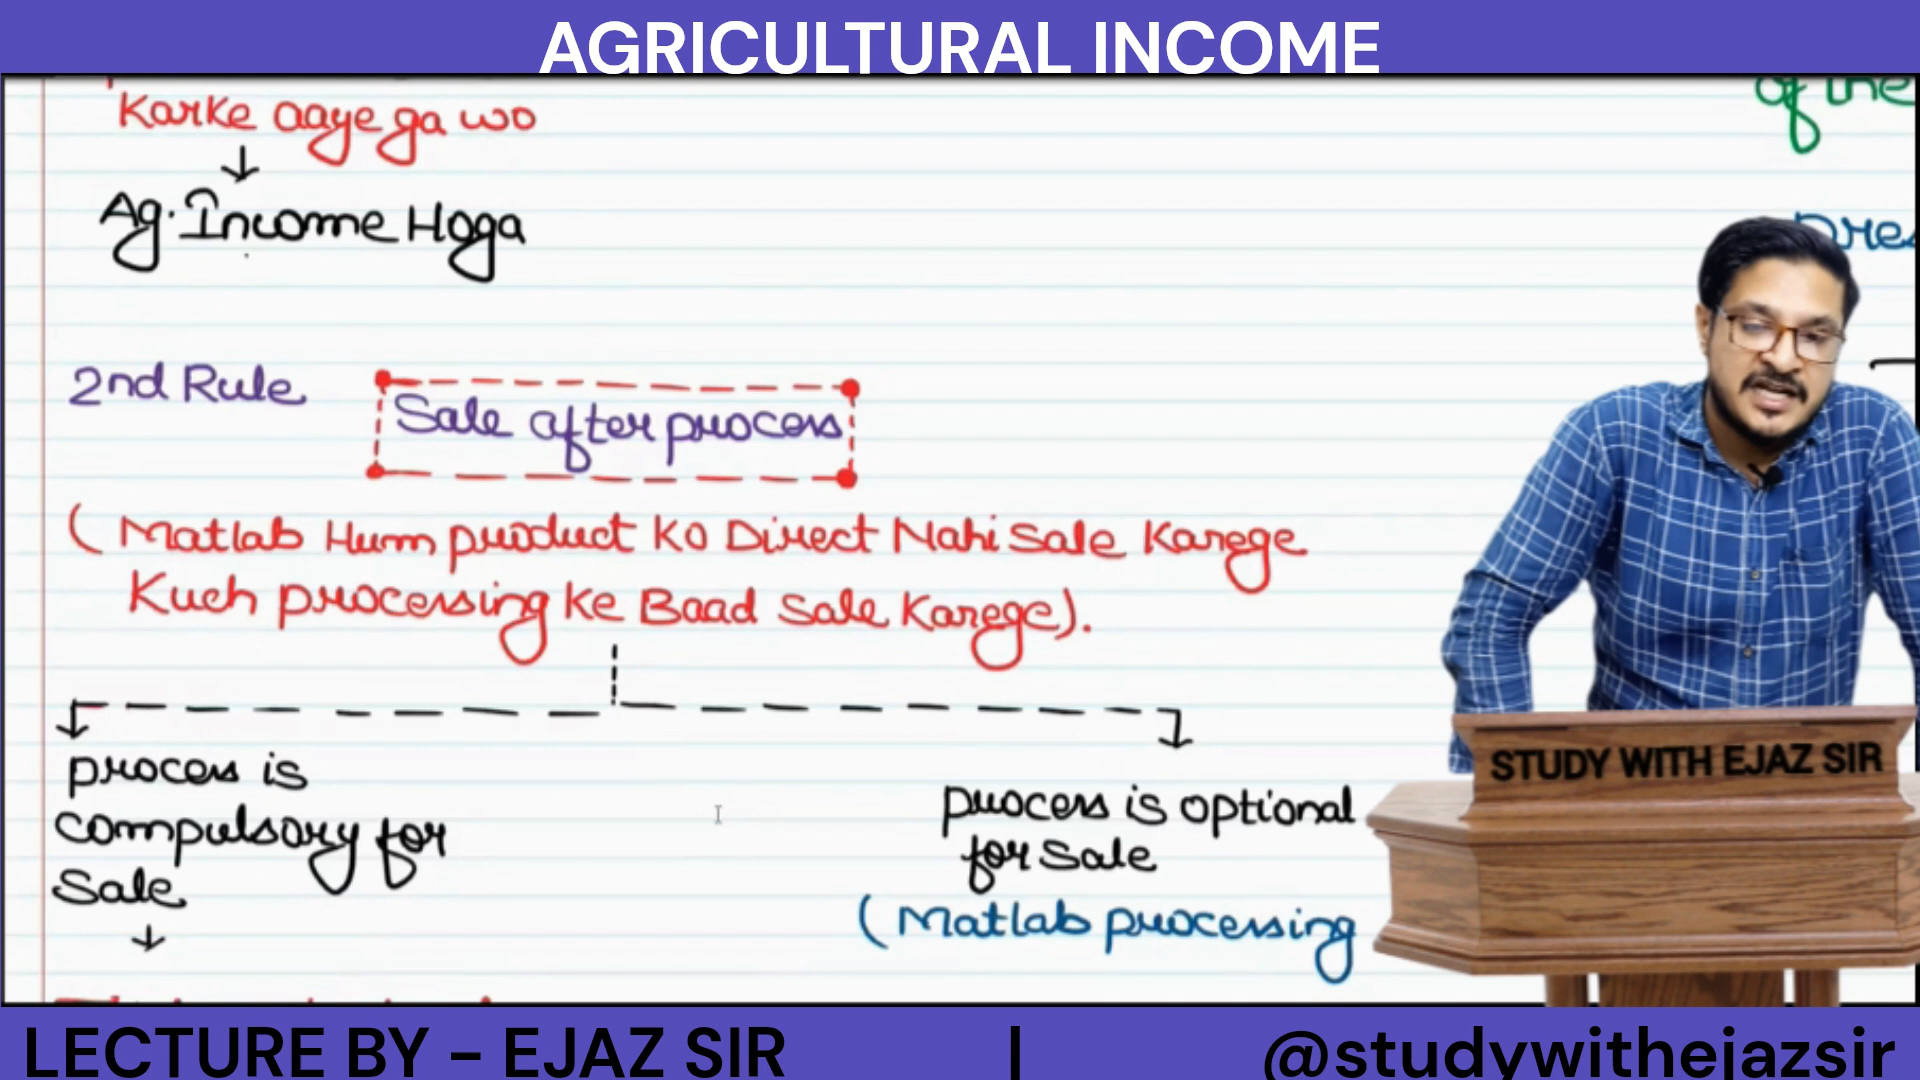 AGRICULTURAL INCOME
Karke aaye ga wo
Ag. Income Hoga
of the
2nd Rule
Sale after process
( Matlab Hum product Ko Direct Nahi Sale Karege
Kuch processing Ke Baad Sale Karege).
process is
compulsory for
Sale
process is optional
for Sale
( Matlab processing
STUDY WITH EJAZ SIR
LECTURE BY - EJAZ SIR | @studywithejazsir